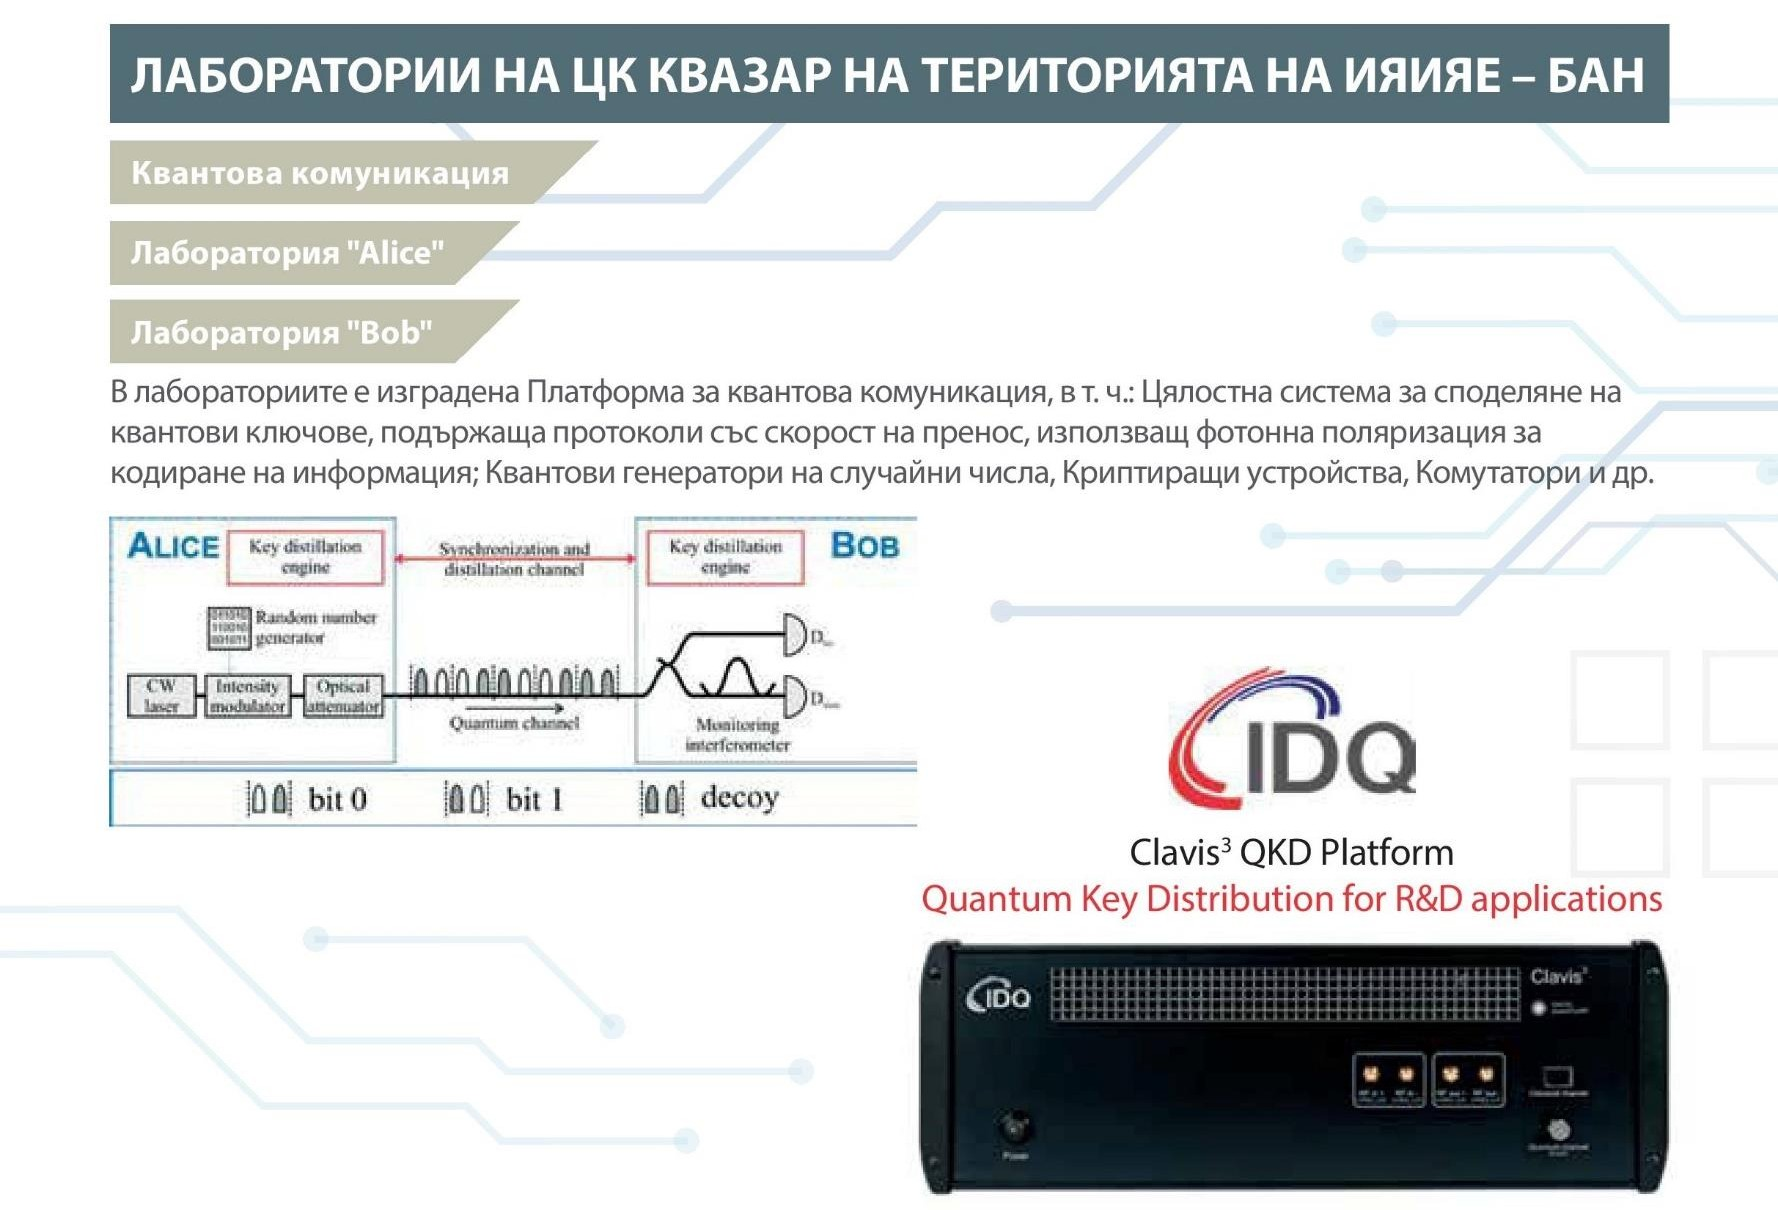 ЛАБОРАТОРИИ НА ЦК КВАЗАР НА ТЕРИТОРИЯТА НА ИЯИЯЕ – БАН
Квантова комуникация
Лаборатория "Alice"
Лаборатория "Bob"
В лабораториите е изградена Платформа за квантова комуникация, в т. ч.: Цялостна система за споделяне на
квантови ключове, подържаща протоколи със скорост на пренос, използващ фотонна поляризация за
кодиране на информация; Квантови генератори на случайни числа, Криптиращи устройства, Комутатори и др.
ALICE
Key distillation
engine
Synchronization and
distillation channel
Key distillation
engine
BOB
Random number
generator
CW
laser
Intensity
modulator
Optical
attenuator
Quantum channel
Monitoring
interferometer
D
D
bit 0
bit 1
decoy
IDQ
Clavis³ QKD Platform
Quantum Key Distribution for R&D applications
IDQ
Clavis³
Power